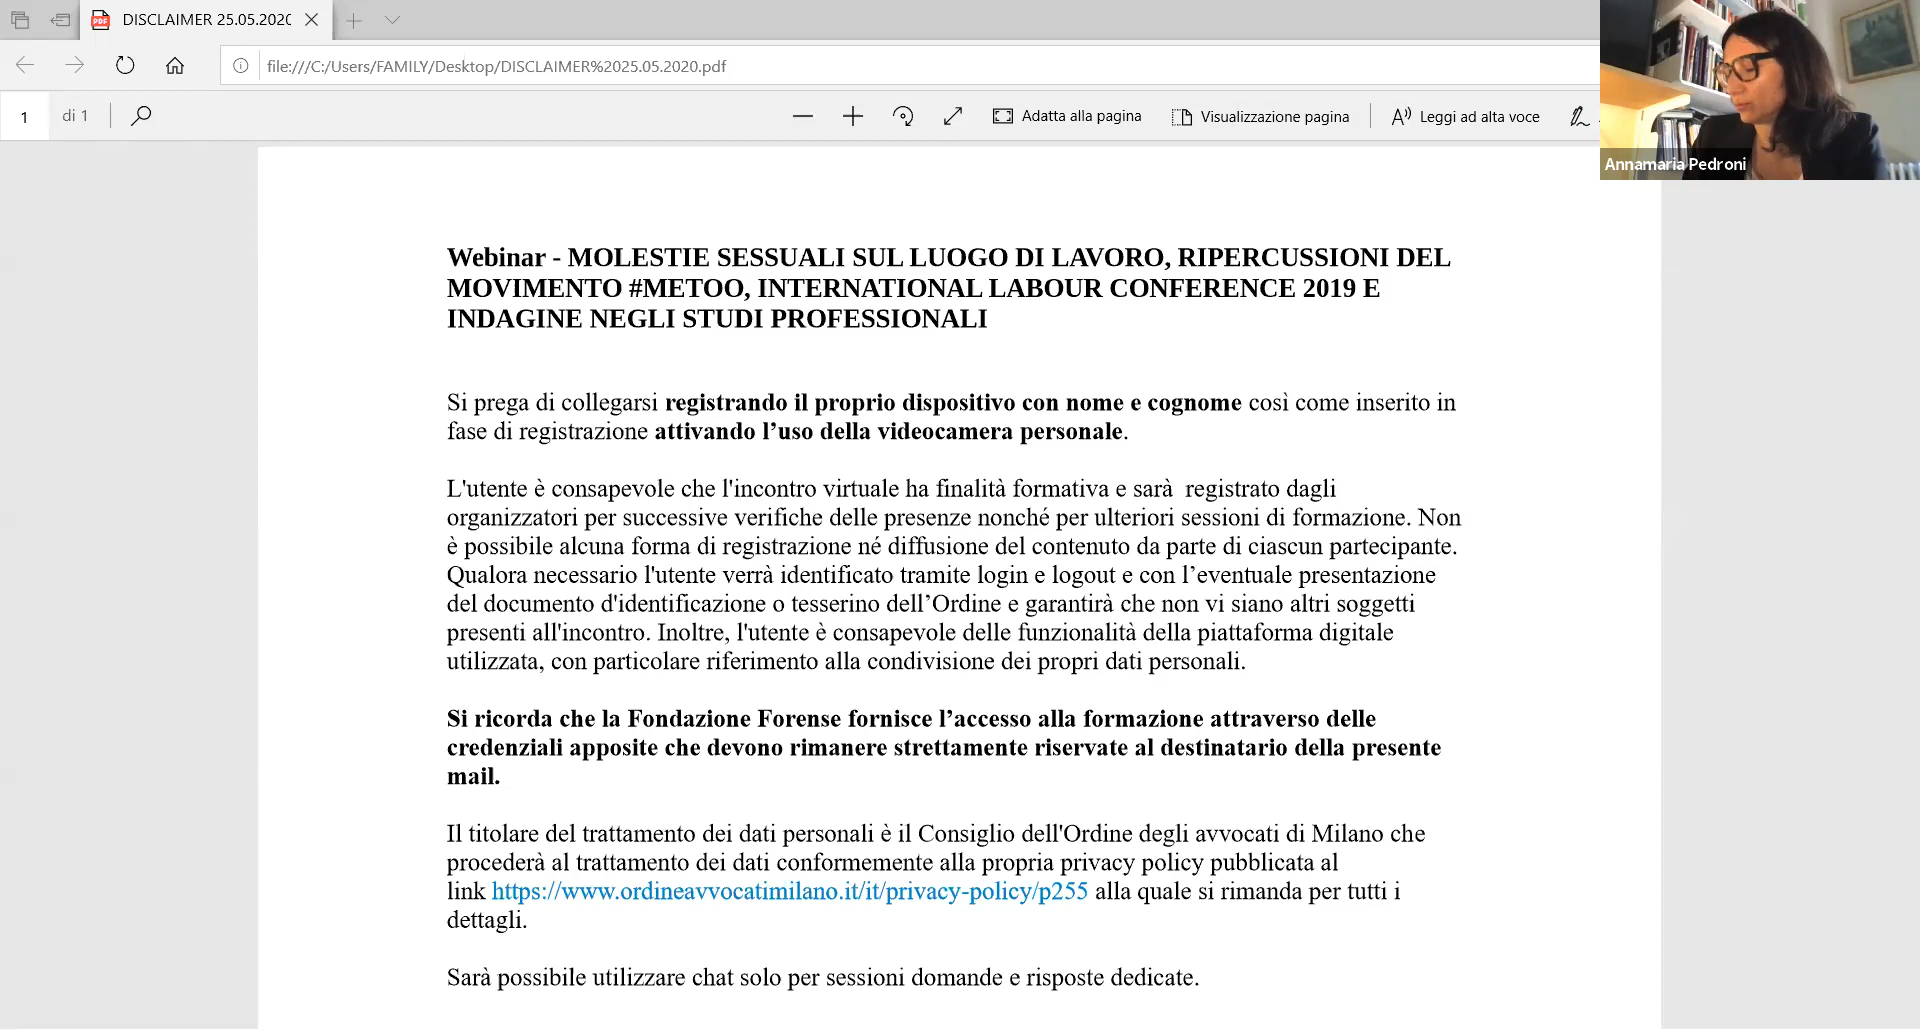 DISCLAIMER 25.05.2020
file:///C:/Users/FAMILY/Desktop/DISCLAIMER%2025.05.2020.pdf
1 di 1
Adatta alla pagina
Visualizzazione pagina
Leggi ad alta voce
Annamaria Pedroni
Webinar - MOLESTIE SESSUALI SUL LUOGO DI LAVORO, RIPERCUSSIONI DEL
MOVIMENTO #METOO, INTERNATIONAL LABOUR CONFERENCE 2019 E
INDAGINE NEGLI STUDI PROFESSIONALI
Si prega di collegarsi registrando il proprio dispositivo con nome e cognome così come inserito in
fase di registrazione attivando l’uso della videocamera personale.
L'utente è consapevole che l'incontro virtuale ha finalità formativa e sarà  registrato dagli
organizzatori per successive verifiche delle presenze nonché per ulteriori sessioni di formazione. Non
è possibile alcuna forma di registrazione né diffusione del contenuto da parte di ciascun partecipante.
Qualora necessario l'utente verrà identificato tramite login e logout e con l’eventuale presentazione
del documento d'identificazione o tesserino dell’Ordine e garantirà che non vi siano altri soggetti
presenti all'incontro. Inoltre, l'utente è consapevole delle funzionalità della piattaforma digitale
utilizzata, con particolare riferimento alla condivisione dei propri dati personali.
Si ricorda che la Fondazione Forense fornisce l’accesso alla formazione attraverso delle
credenziali apposite che devono rimanere strettamente riservate al destinatario della presente
mail.
Il titolare del trattamento dei dati personali è il Consiglio dell'Ordine degli avvocati di Milano che
procederà al trattamento dei dati conformemente alla propria privacy policy pubblicata al
link https://www.ordineavvocatimilano.it/it/privacy-policy/p255 alla quale si rimanda per tutti i
dettagli.
Sarà possibile utilizzare chat solo per sessioni domande e risposte dedicate.